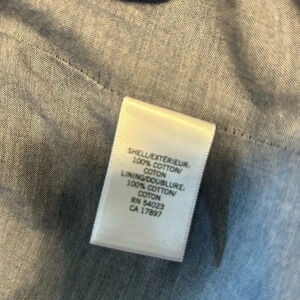 SHELL/EXTÉRIEUR:
100% COTTON/
COTON
LINING/DOUBLURE:
100% COTTON/
COTON
RN 54023
CA 17897